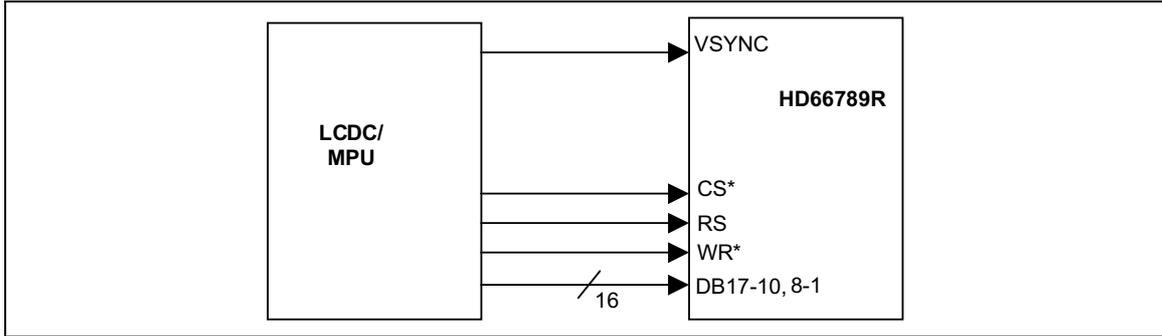 VSYNC
HD66789R
LCDC/
MPU
CS*
RS
WR*
DB17-10, 8-1
16